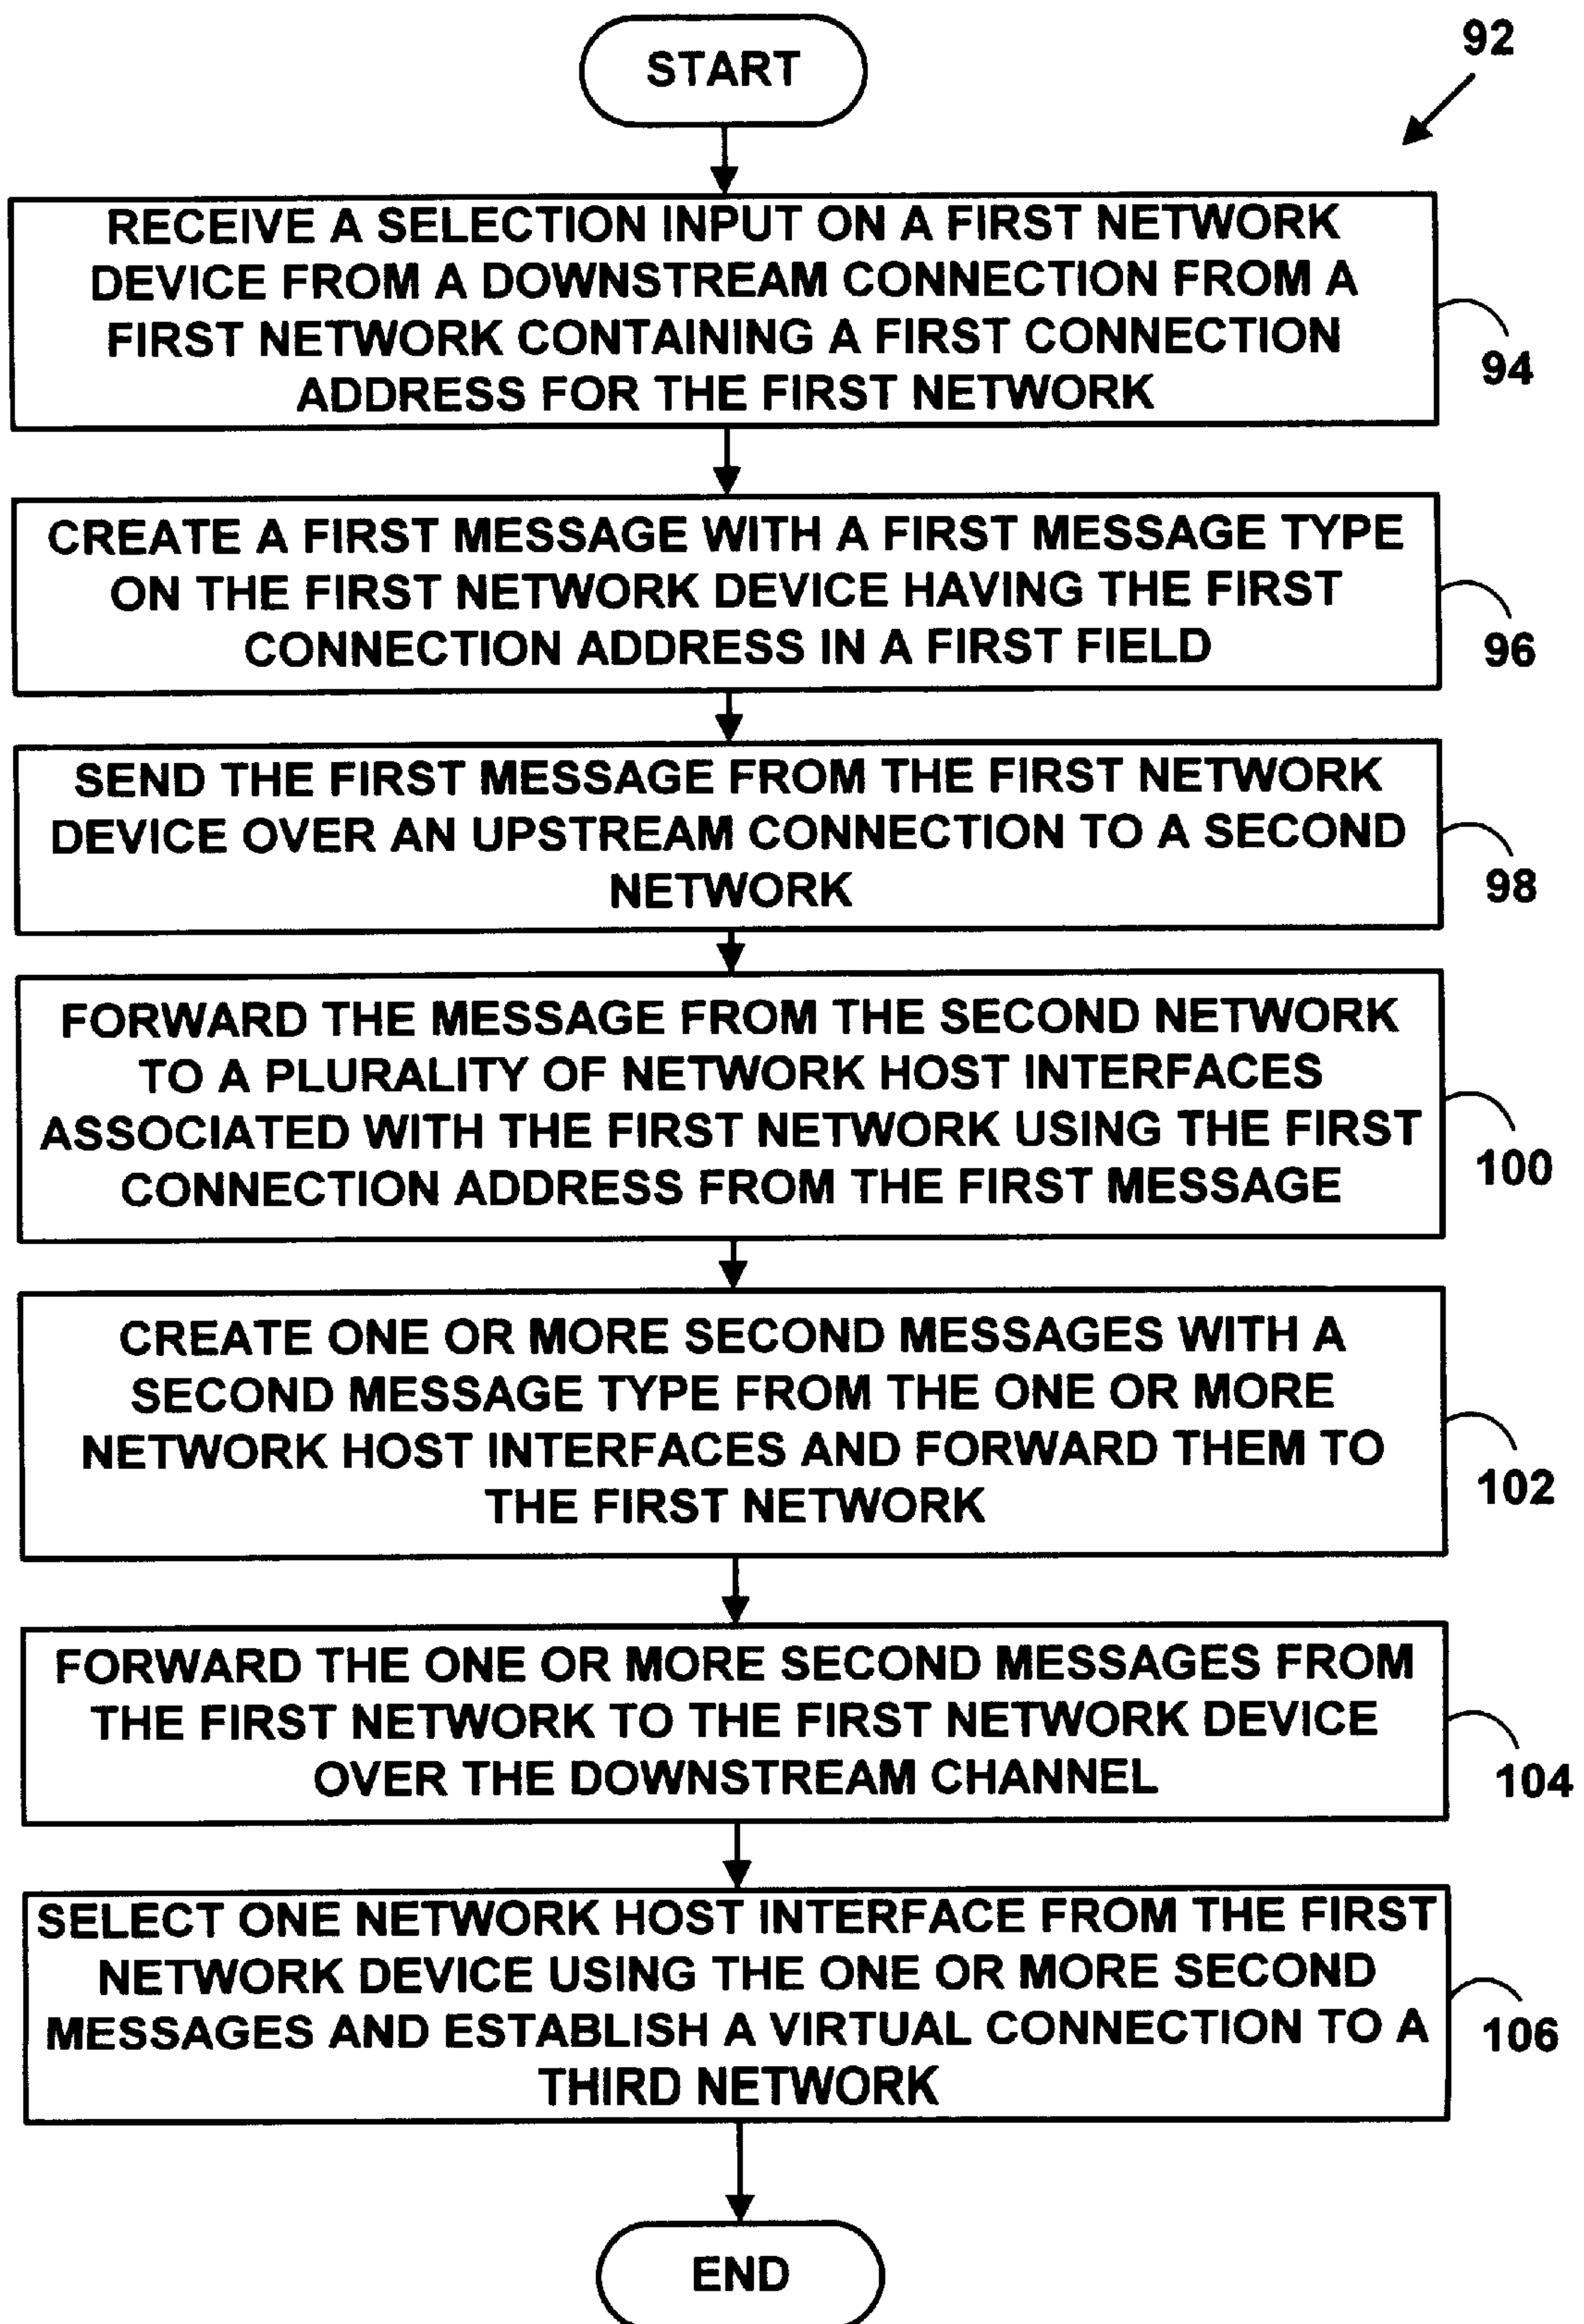 START
92
RECEIVE A SELECTION INPUT ON A FIRST NETWORK
DEVICE FROM A DOWNSTREAM CONNECTION FROM A
FIRST NETWORK CONTAINING A FIRST CONNECTION
ADDRESS FOR THE FIRST NETWORK
94
CREATE A FIRST MESSAGE WITH A FIRST MESSAGE TYPE
ON THE FIRST NETWORK DEVICE HAVING THE FIRST
CONNECTION ADDRESS IN A FIRST FIELD
96
SEND THE FIRST MESSAGE FROM THE FIRST NETWORK
DEVICE OVER AN UPSTREAM CONNECTION TO A SECOND
NETWORK
98
FORWARD THE MESSAGE FROM THE SECOND NETWORK
TO A PLURALITY OF NETWORK HOST INTERFACES
ASSOCIATED WITH THE FIRST NETWORK USING THE FIRST
CONNECTION ADDRESS FROM THE FIRST MESSAGE
100
CREATE ONE OR MORE SECOND MESSAGES WITH A
SECOND MESSAGE TYPE FROM THE ONE OR MORE
NETWORK HOST INTERFACES AND FORWARD THEM TO
THE FIRST NETWORK
102
FORWARD THE ONE OR MORE SECOND MESSAGES FROM
THE FIRST NETWORK TO THE FIRST NETWORK DEVICE
OVER THE DOWNSTREAM CHANNEL
104
SELECT ONE NETWORK HOST INTERFACE FROM THE FIRST
NETWORK DEVICE USING THE ONE OR MORE SECOND
MESSAGES AND ESTABLISH A VIRTUAL CONNECTION TO A
THIRD NETWORK
106
END